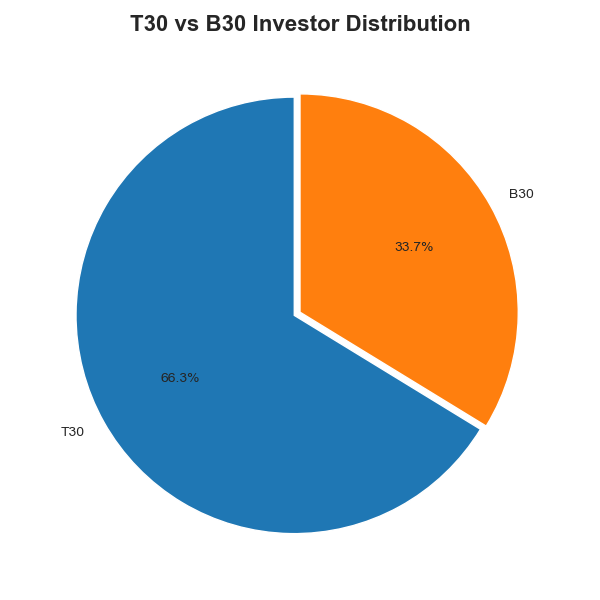 T30 vs B30 Investor Distribution
B30
33.7%
66.3%
T30